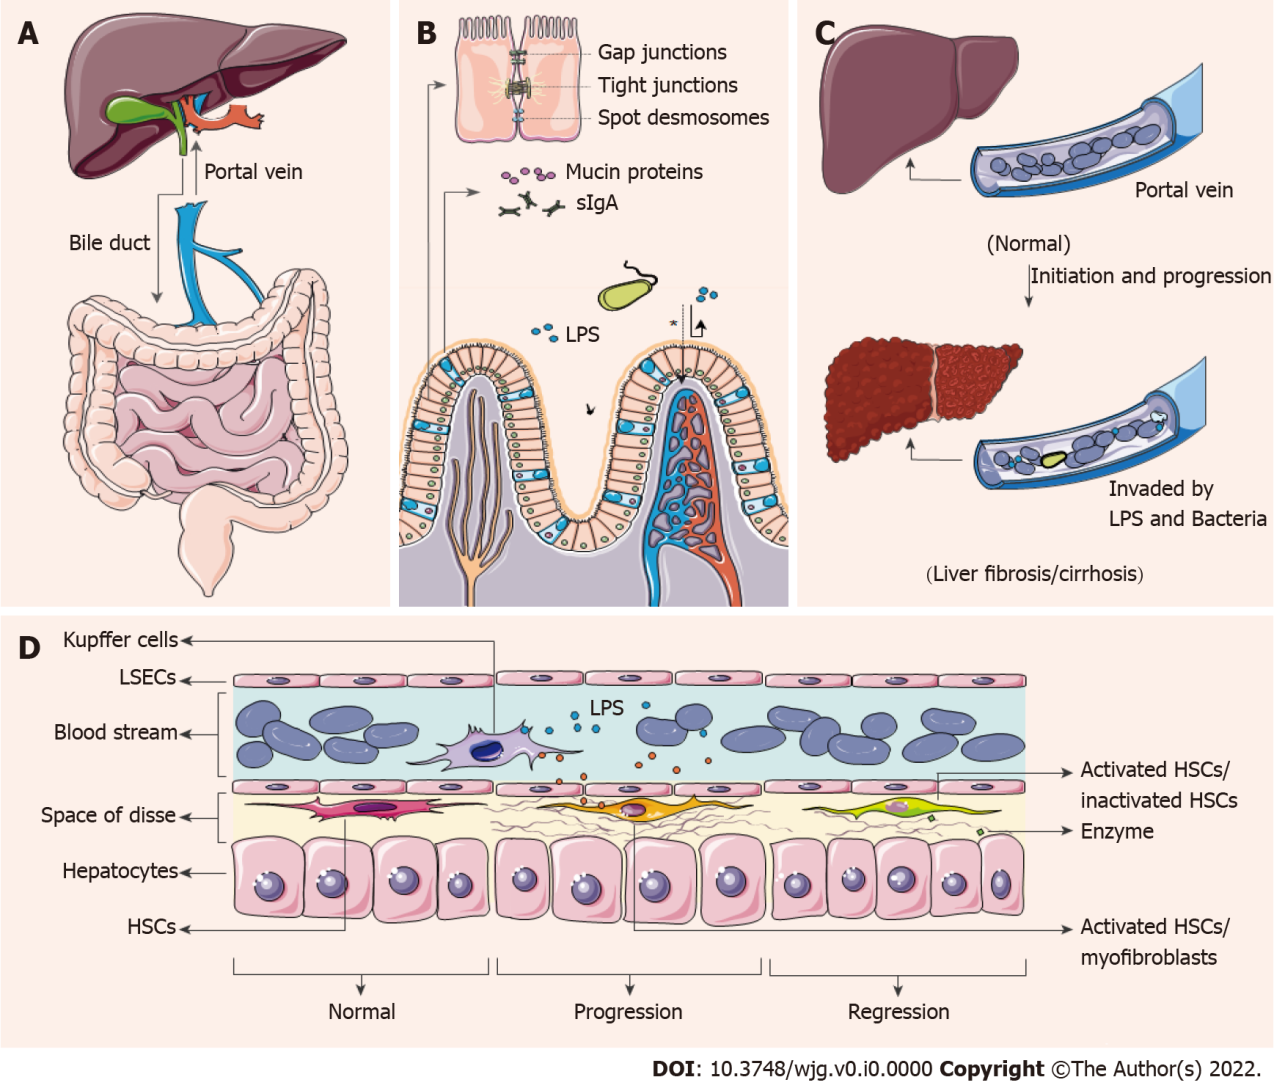 A
Portal vein
Bile duct
B
Gap junctions
Tight junctions
Spot desmosomes
Mucin proteins
sIgA
LPS
*
C
Portal vein
(Normal)
Initiation and progression
Invaded by
LPS and Bacteria
(Liver fibrosis/cirrhosis)
D
Kupffer cells
LSECs
Blood stream
Space of disse
Hepatocytes
HSCs
LPS
Activated HSCs/
inactivated HSCs
Enzyme
Activated HSCs/
myofibroblasts
Normal
Progression
Regression
DOI: 10.3748/wjg.v0.i0.0000 Copyright ©The Author(s) 2022.